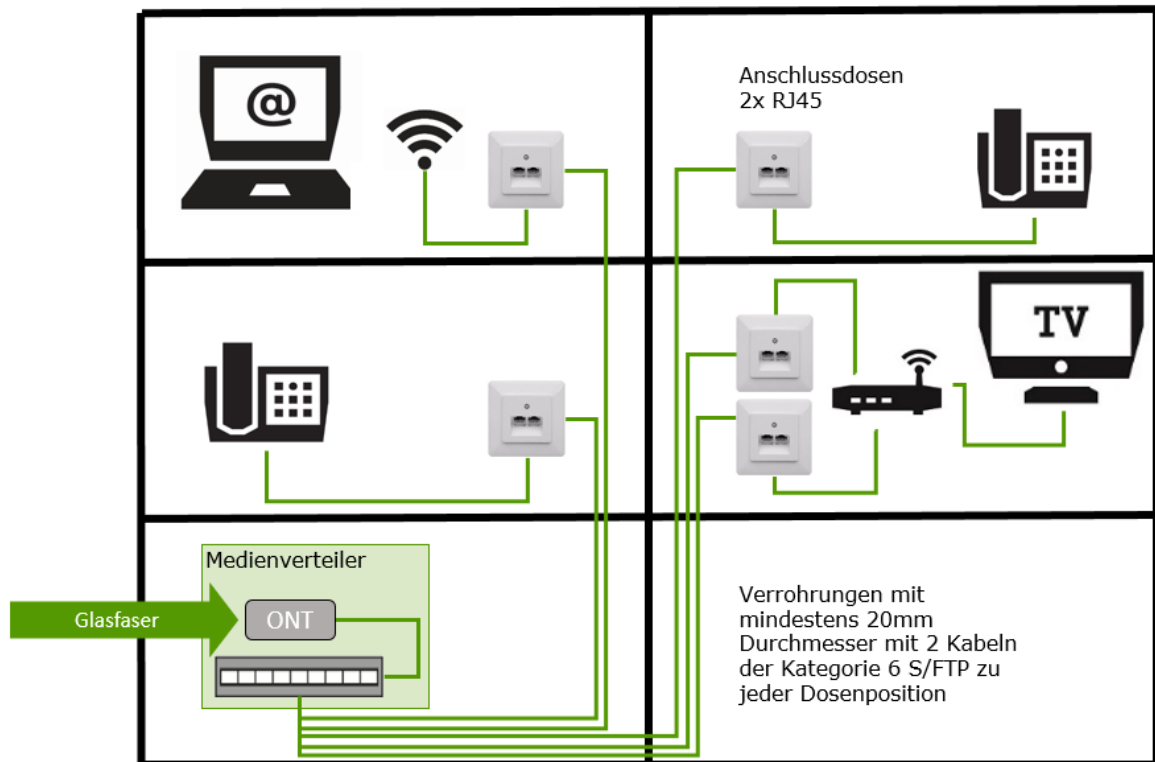 @
Anschlussdosen
2x RJ45
TV
Medienverteiler
Glasfaser
ONT
Verrohrungen mit
mindestens 20mm
Durchmesser mit 2 Kabeln
der Kategorie 6 S/FTP zu
jeder Dosenposition